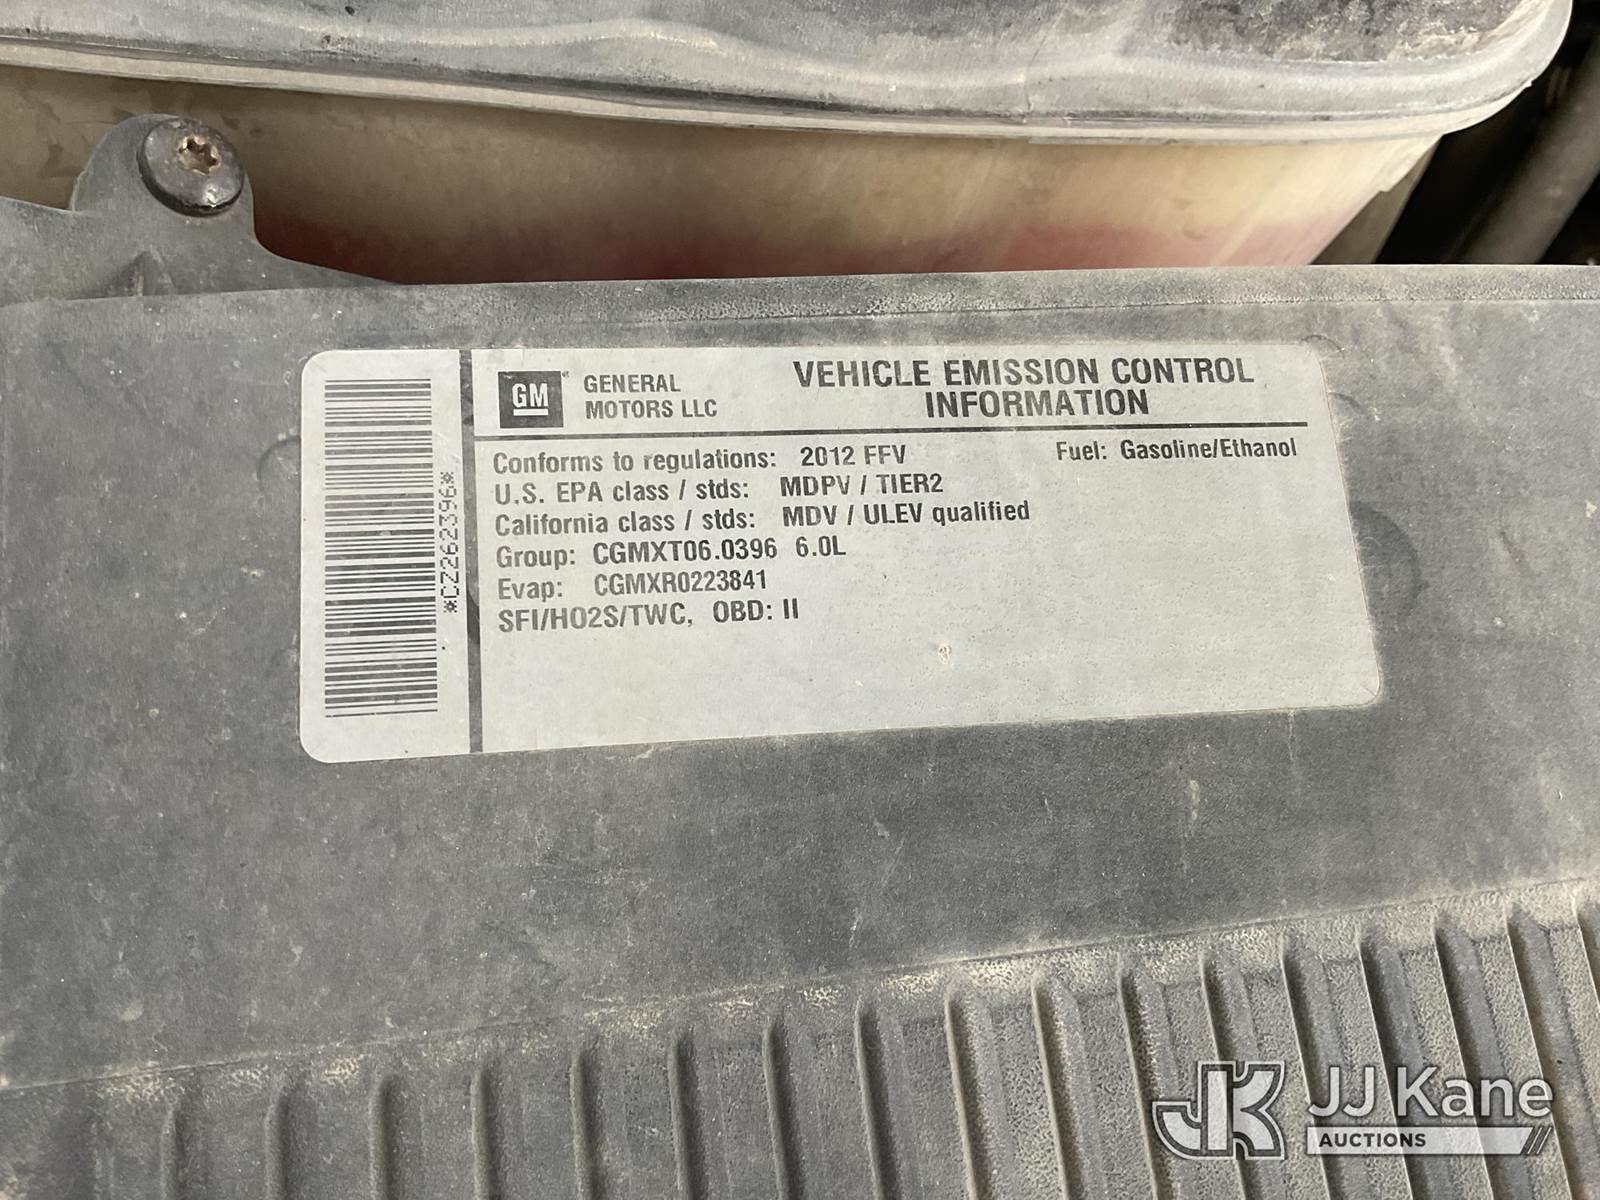 GM GENERAL MOTORS LLC
VEHICLE EMISSION CONTROL
INFORMATION
Conforms to regulations: 2012 FFV Fuel: Gasoline/Ethanol
U.S. EPA class / stds: MDPV / TIER2
California class / stds: MDV / ULEV qualified
Group: CGMXT06.0396 6.0L
Evap: CGMXR0223841
SFI/HO2S/TWC, OBD: II
*CZ262396*
JK JJ Kane
AUCTIONS